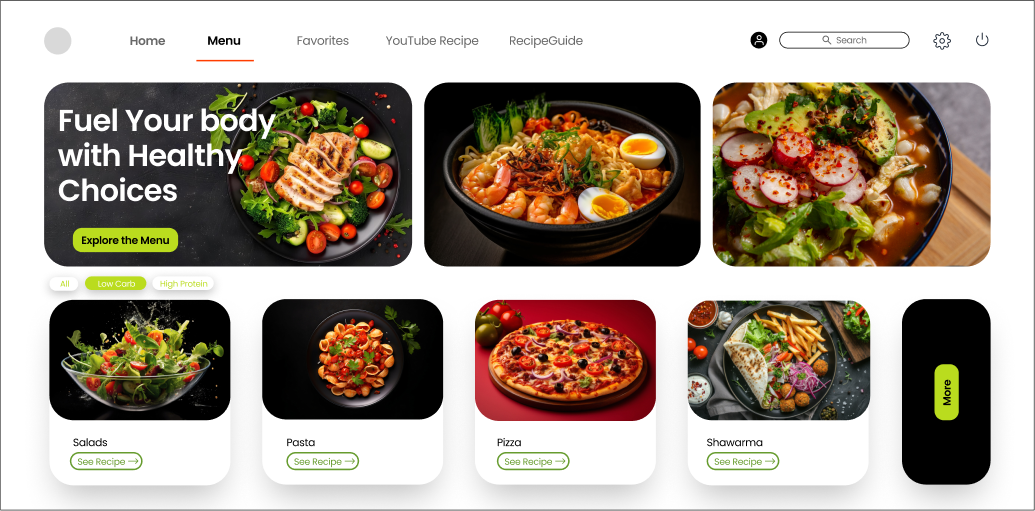 Home
Menu
Favorites
YouTube Recipe
RecipeGuide
Search
Fuel Your body
with Healthy
Choices
Explore the Menu
All
Low Carb
High Protein
Salads
See Recipe
Pasta
See Recipe
Pizza
See Recipe
Shawarma
See Recipe
More